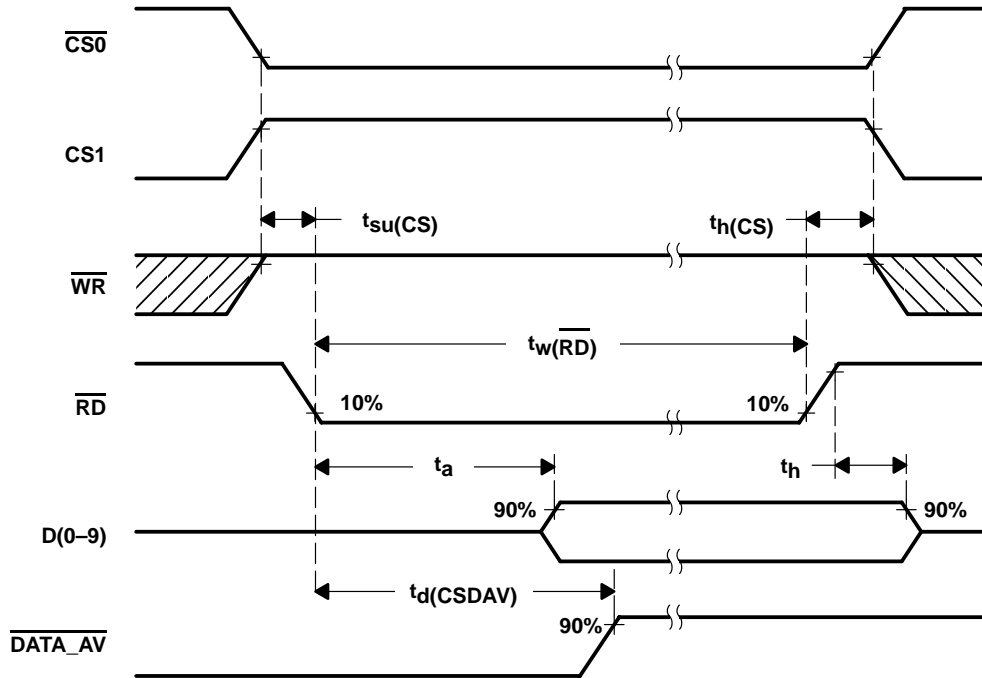 CS0
CS1
tsu(CS)
th(CS)
WR
tw(RD)
RD
10%
10%
ta
th
90%
90%
D(0–9)
td(CSDAV)
90%
DATA_AV